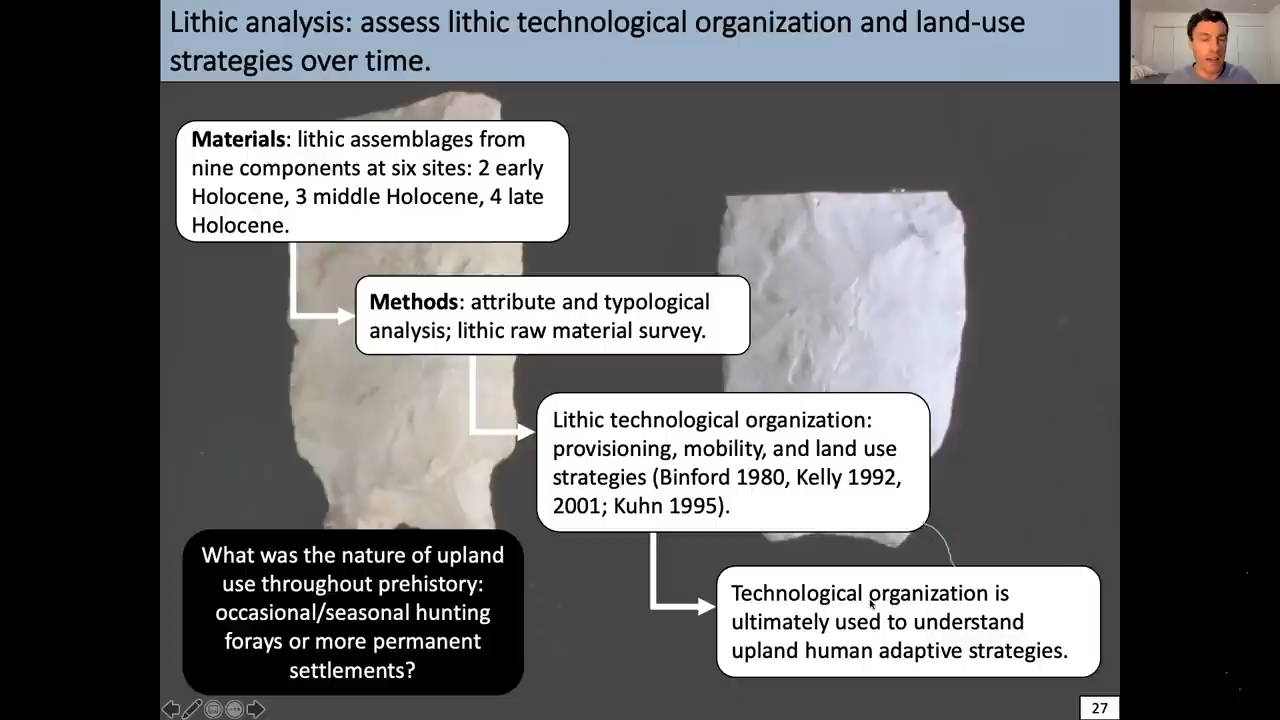 Lithic analysis: assess lithic technological organization and land-use
strategies over time.
Materials: lithic assemblages from
nine components at six sites: 2 early
Holocene, 3 middle Holocene, 4 late
Holocene.
Methods: attribute and typological
analysis; lithic raw material survey.
Lithic technological organization:
provisioning, mobility, and land use
strategies (Binford 1980, Kelly 1992,
2001; Kuhn 1995).
What was the nature of upland
use throughout prehistory:
occasional/seasonal hunting
forays or more permanent
settlements?
Technological organization is
ultimately used to understand
upland human adaptive strategies.
27